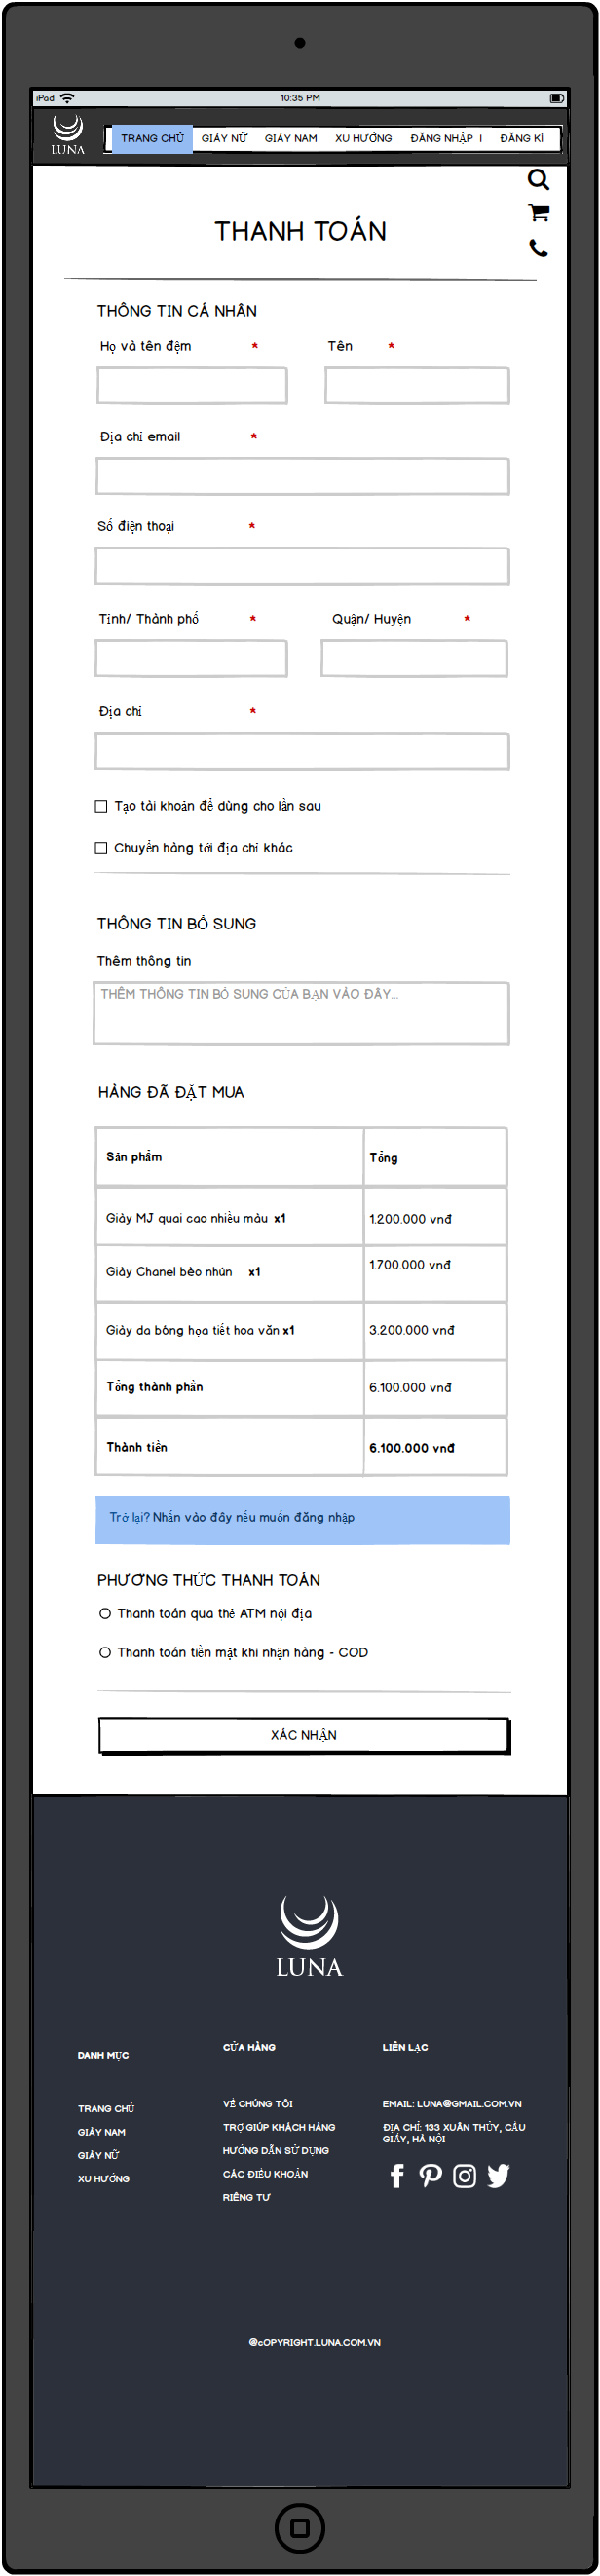 iPad 10:35 PM
LUNA
TRANG CHỦ GIÀY NỮ GIÀY NAM XU HƯỚNG ĐĂNG NHẬP I ĐĂNG KÍ
THANH TOÁN
THÔNG TIN CÁ NHÂN
Họ và tên đệm * Tên *
Địa chỉ email *
Số điện thoại *
Tỉnh/ Thành phố * Quận/ Huyện *
Địa chỉ *
Tạo tài khoản để dùng cho lần sau
Chuyển hàng tới địa chỉ khác
THÔNG TIN BỔ SUNG
Thêm thông tin
THÊM THÔNG TIN BỔ SUNG CỦA BẠN VÀO ĐÂY...
HÀNG ĐÃ ĐẶT MUA
Sản phẩm Tổng
Giày MJ quai cao nhiều màu x1 1.200.000 vnđ
Giày Chanel bèo nhún x1 1.700.000 vnđ
Giày da bóng họa tiết hoa văn x1 3.200.000 vnđ
Tổng thành phần 6.100.000 vnđ
Thành tiền 6.100.000 vnđ
Trở lại? Nhấn vào đây nếu muốn đăng nhập
PHƯƠNG THỨC THANH TOÁN
Thanh toán qua thẻ ATM nội địa
Thanh toán tiền mặt khi nhận hàng - COD
XÁC NHẬN
LUNA
DANH MỤC
TRANG CHỦ
GIÀY NAM
GIÀY NỮ
XU HƯỚNG
CỬA HÀNG
VỀ CHÚNG TÔI
TRỢ GIÚP KHÁCH HÀNG
HƯỚNG DẪN SỬ DỤNG
CÁC ĐIỀU KHOẢN
RIÊNG TƯ
LIÊN LẠC
EMAIL: LUNA@GMAIL.COM.VN
ĐỊA CHỈ: 133 XUÂN THỦY, CẦU
GIẤY, HÀ NỘI
@cOPYRIGHT.LUNA.COM.VN